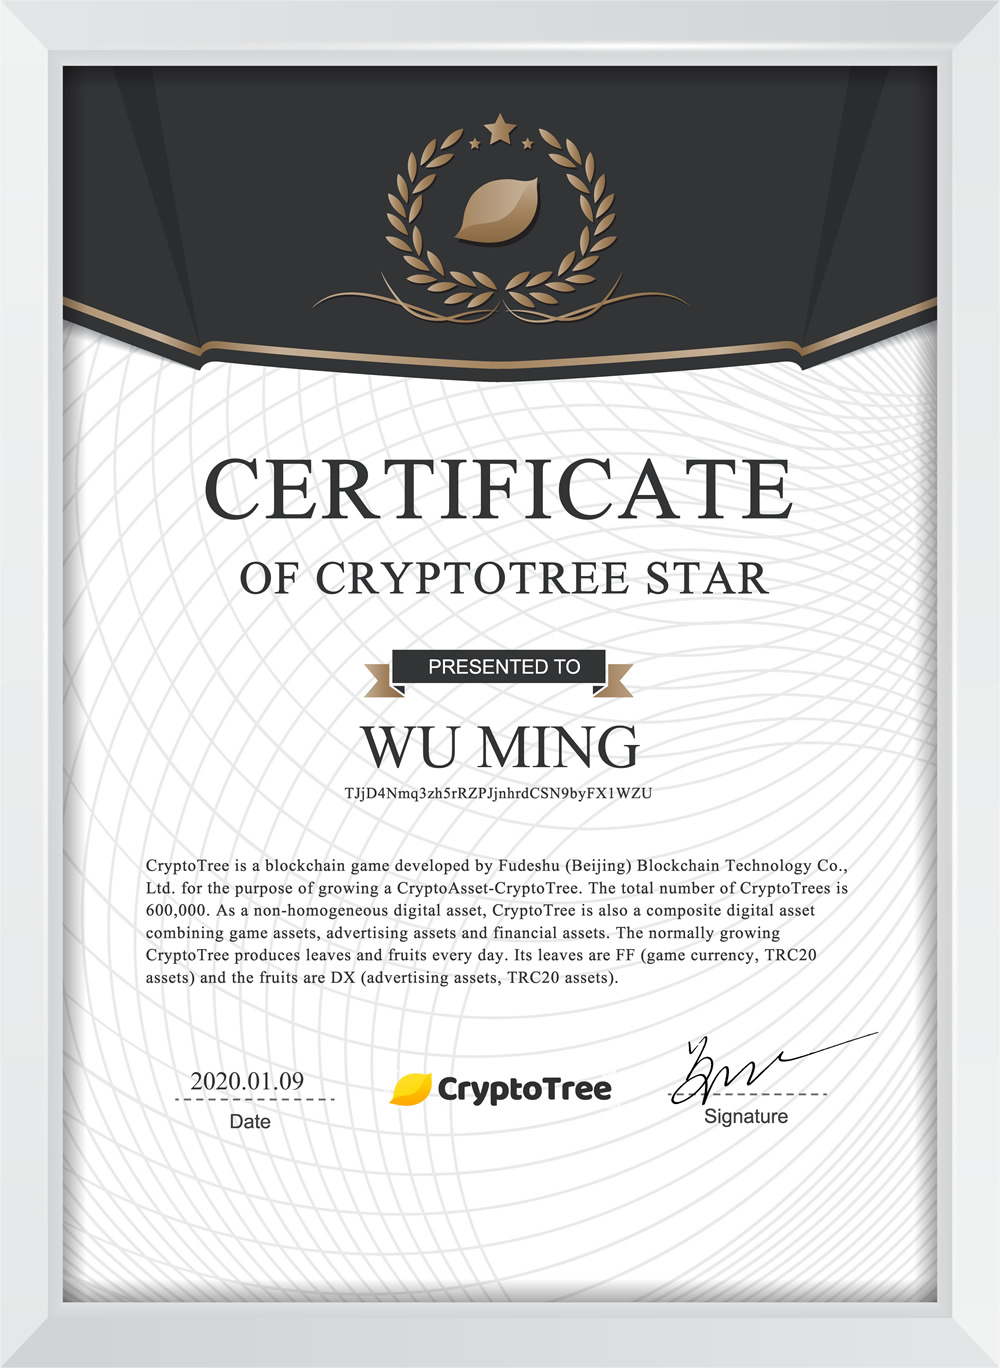 CERTIFICATE
OF CRYPTOTREE STAR
PRESENTED TO
WU MING
TJjD4Nmq3zh5rRZPJjnhrdCSN9byFX1WZU
CryptoTree is a blockchain game developed by Fudeshu (Beijing) Blockchain Technology Co.,
Ltd. for the purpose of growing a CryptoAsset-CryptoTree. The total number of CryptoTrees is
600,000. As a non-homogeneous digital asset, CryptoTree is also a composite digital asset
combining game assets, advertising assets and financial assets. The normally growing
CryptoTree produces leaves and fruits every day. Its leaves are FF (game currency, TRC20
assets) and the fruits are DX (advertising assets, TRC20 assets).
2020.01.09
Date
CryptoTree
Signature